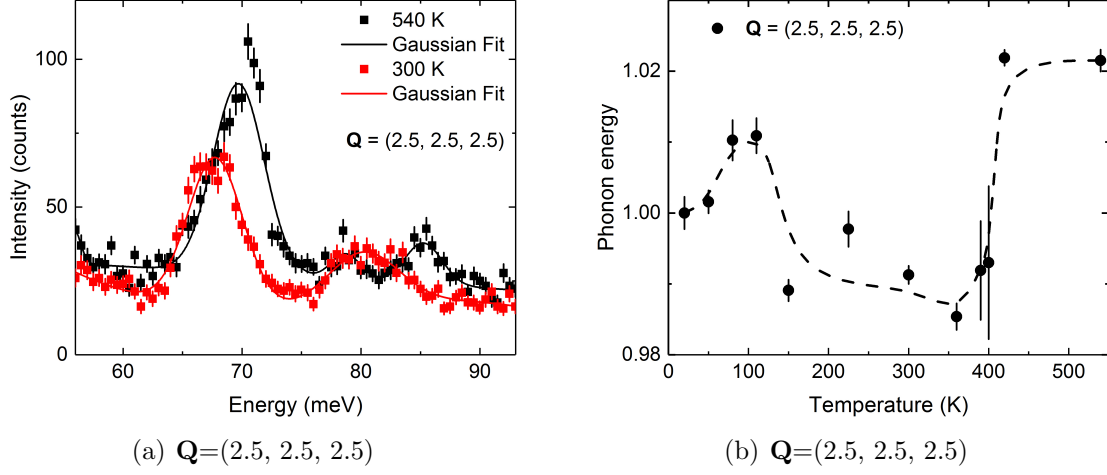 540 K
Gaussian Fit
300 K
Gaussian Fit
Q = (2.5, 2.5, 2.5)
100
50
0
Intensity (counts)
60 70 80 90
Energy (meV)
(a) Q=(2.5, 2.5, 2.5)
Q = (2.5, 2.5, 2.5)
1.02
1.00
0.98
Phonon energy
0 100 200 300 400 500
Temperature (K)
(b) Q=(2.5, 2.5, 2.5)